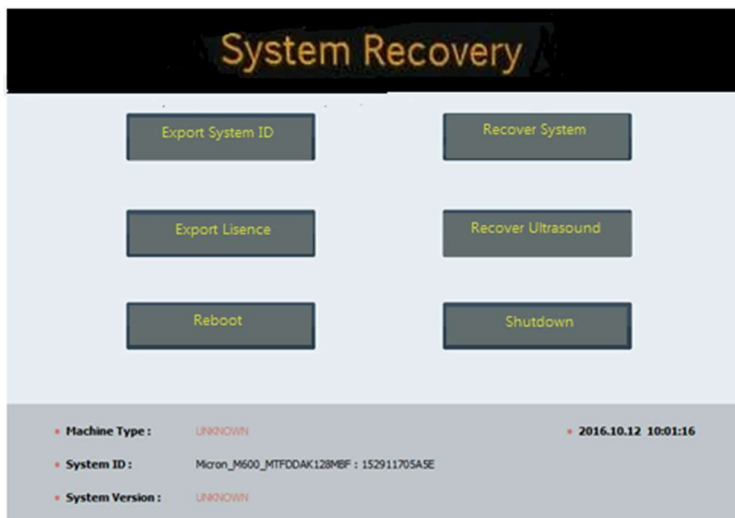 System Recovery
Export System ID
Recover System
Export Lisence
Recover Ultrasound
Reboot
Shutdown
Machine Type : UNKNOWN
2016.10.12 10:01:16
System ID : Micron_M600_MTFDDAK128MBF : 152911705A5E
System Version : UNKNOWN